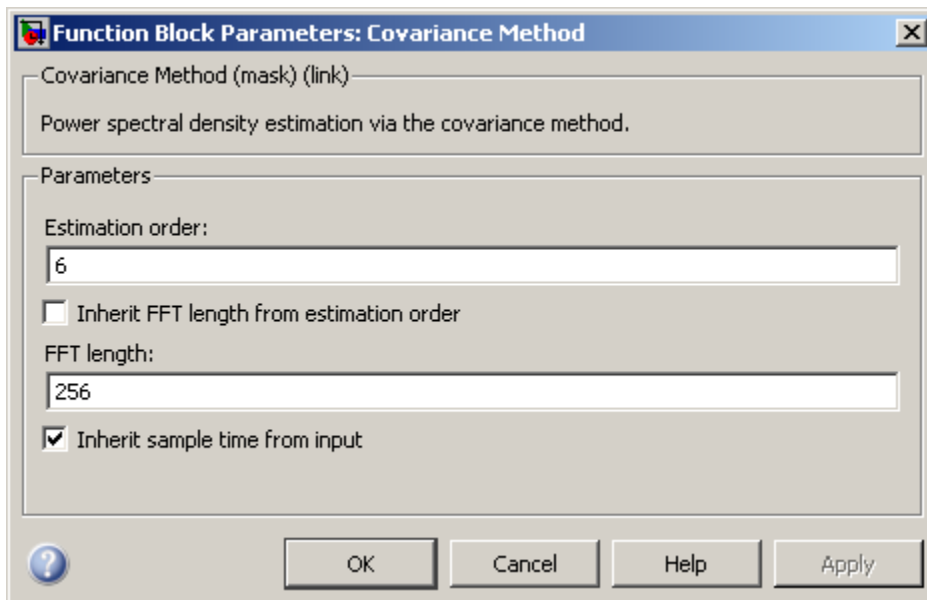 Function Block Parameters: Covariance Method
Covariance Method (mask) (link)
Power spectral density estimation via the covariance method.
Parameters
Estimation order:
6
Inherit FFT length from estimation order
FFT length:
256
Inherit sample time from input
OK Cancel Help Apply